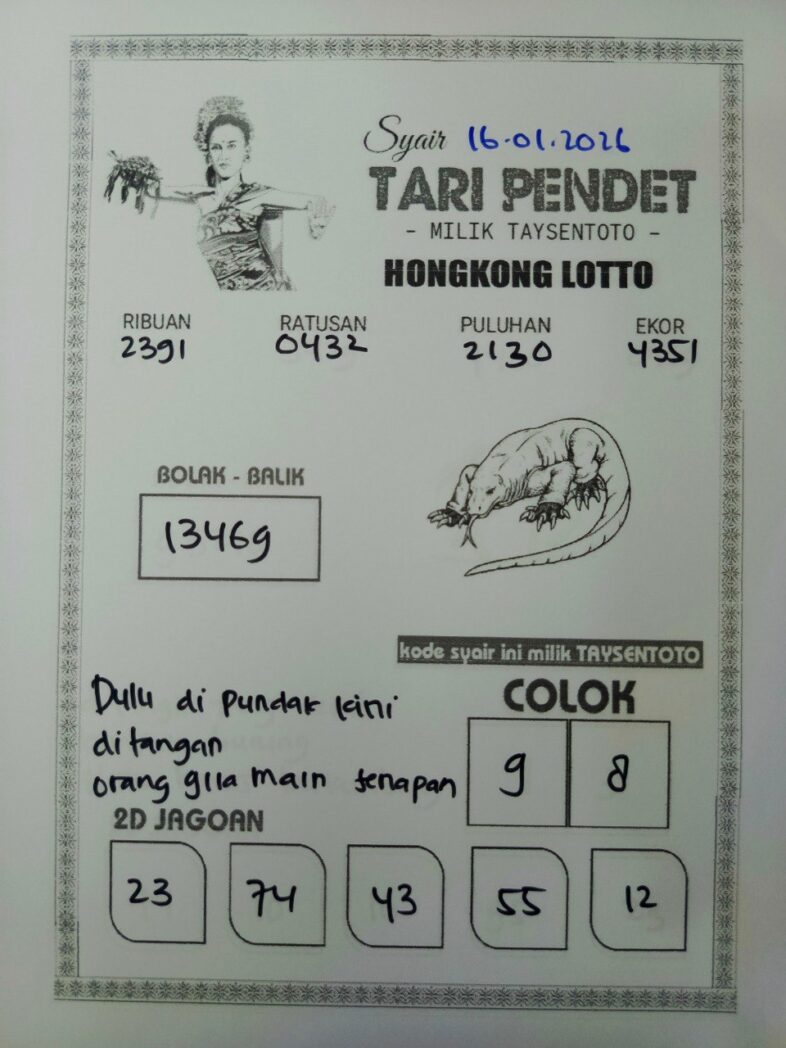 Syair 16.01.2026
TARI PENDET
- MILIK TAYSENTOTO -
HONGKONG LOTTO
RIBUAN RATUSAN PULUHAN EKOR
2391 0432 2130 4351
BOLAK - BALIK
13469
kode syair ini milik TAYSENTOTO
Dulu di pundak kini
ditangan
orang gila main senapan
COLOK
9 8
2D JAGOAN
23 74 43 55 12